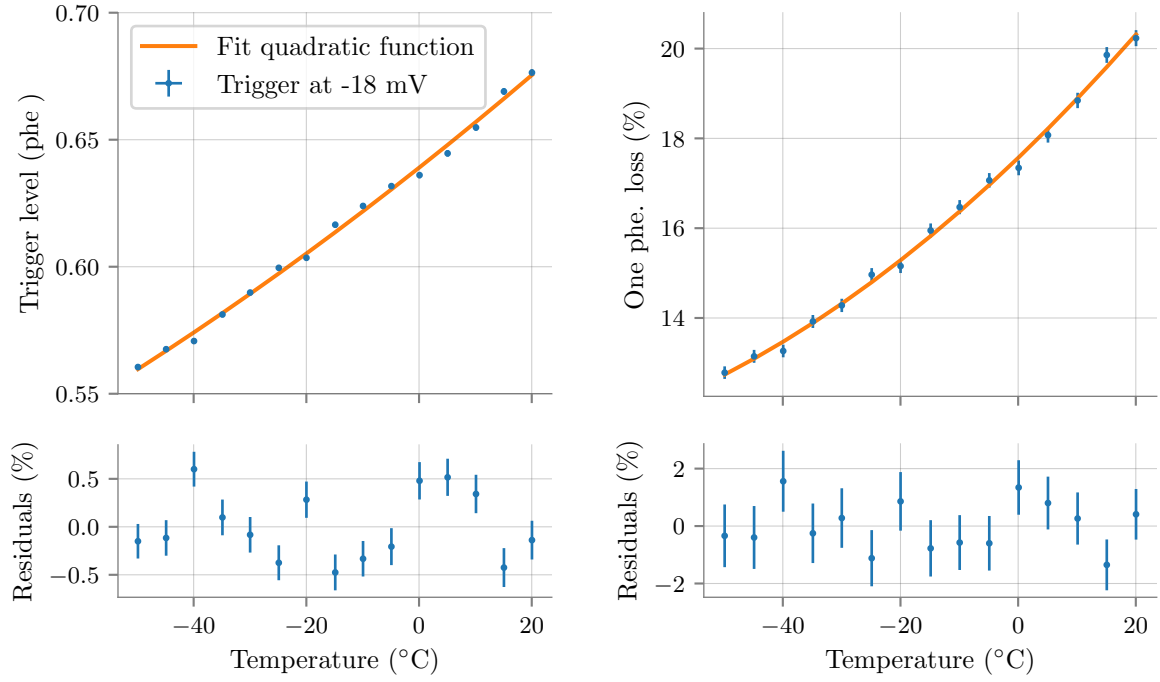 0.70
0.65
0.60
0.55
Trigger level (phe )
Fit quadratic function
Trigger at -18 mV
20
18
16
14
One phe. loss (%)
0.5
0.0
−0.5
Residuals (%)
−40
−20
0
20
Temperature (°C)
2
0
−2
Residuals (%)
−40
−20
0
20
Temperature (°C)